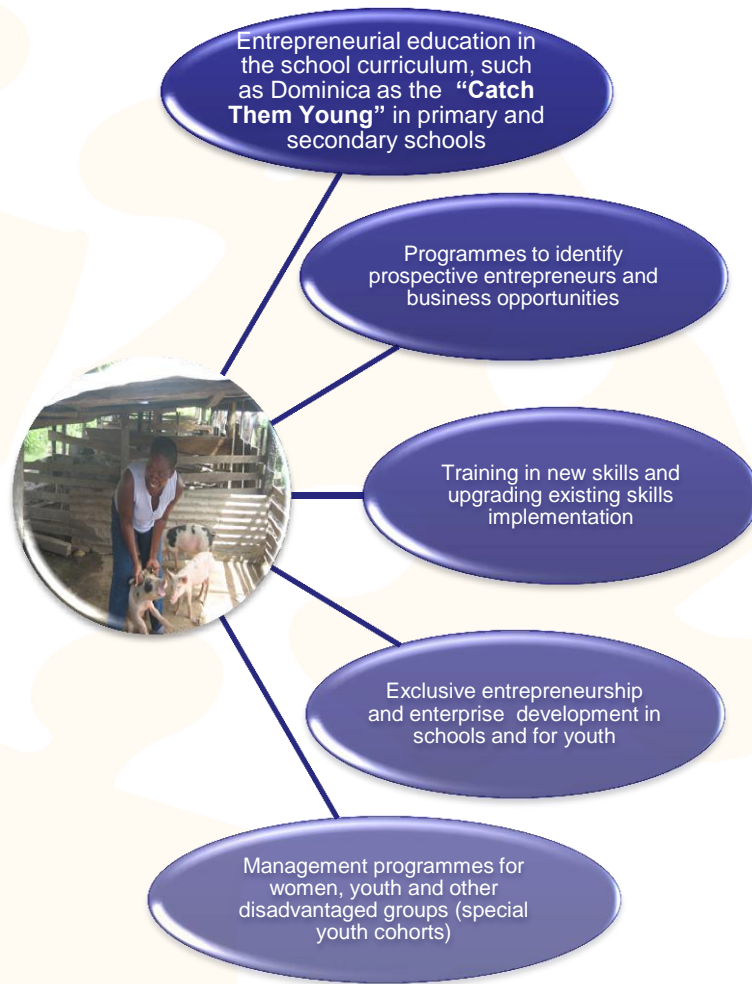 Entrepreneurial education in
the school curriculum, such
as Dominica as the “Catch
Them Young” in primary and
secondary schools
Programmes to identify
prospective entrepreneurs and
business opportunities
Training in new skills and
upgrading existing skills
implementation
Exclusive entrepreneurship
and enterprise development in
schools and for youth
Management programmes for
women, youth and other
disadvantaged groups (special
youth cohorts)